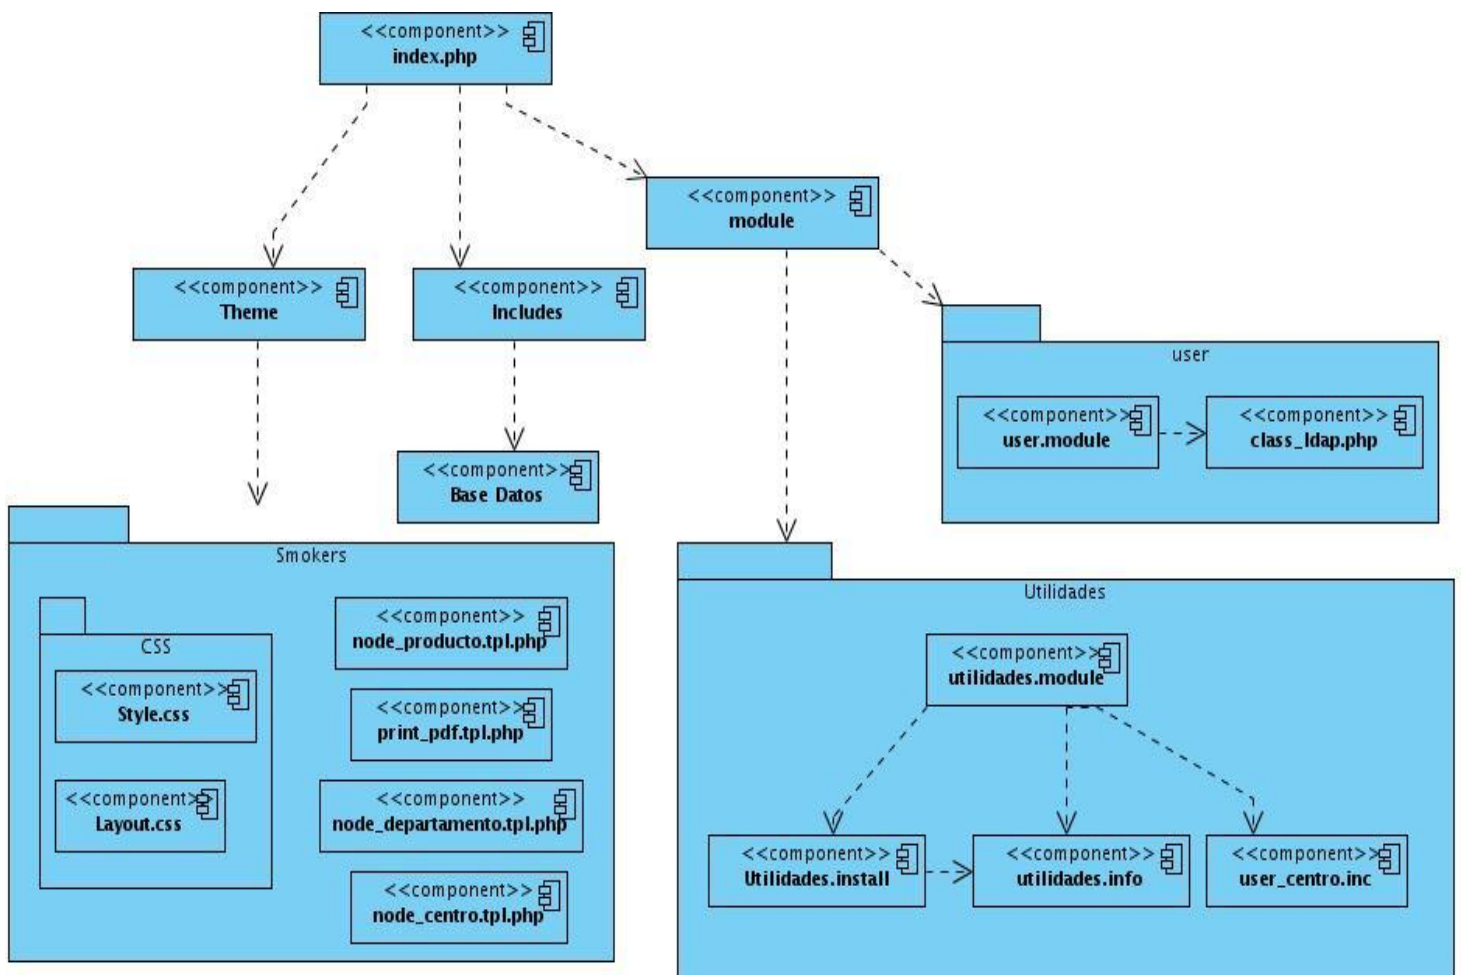 <<component>>
index.php
<<component>>
module
<<component>>
Theme
<<component>>
Includes
user
<<component>>
user.module
<<component>>
class_ldap.php
<<component>>
Base Datos
Smokers
CSS
<<component>>
Style.css
<<component>>
Layout.css
<<component>>
node_producto.tpl.php
<<component>>
print_pdf.tpl.php
<<component>>
node_departamento.tpl.php
<<component>>
node_centro.tpl.php
Utilidades
<<component>>
utilidades.module
<<component>>
Utilidades.install
<<component>>
utilidades.info
<<component>>
user_centro.inc